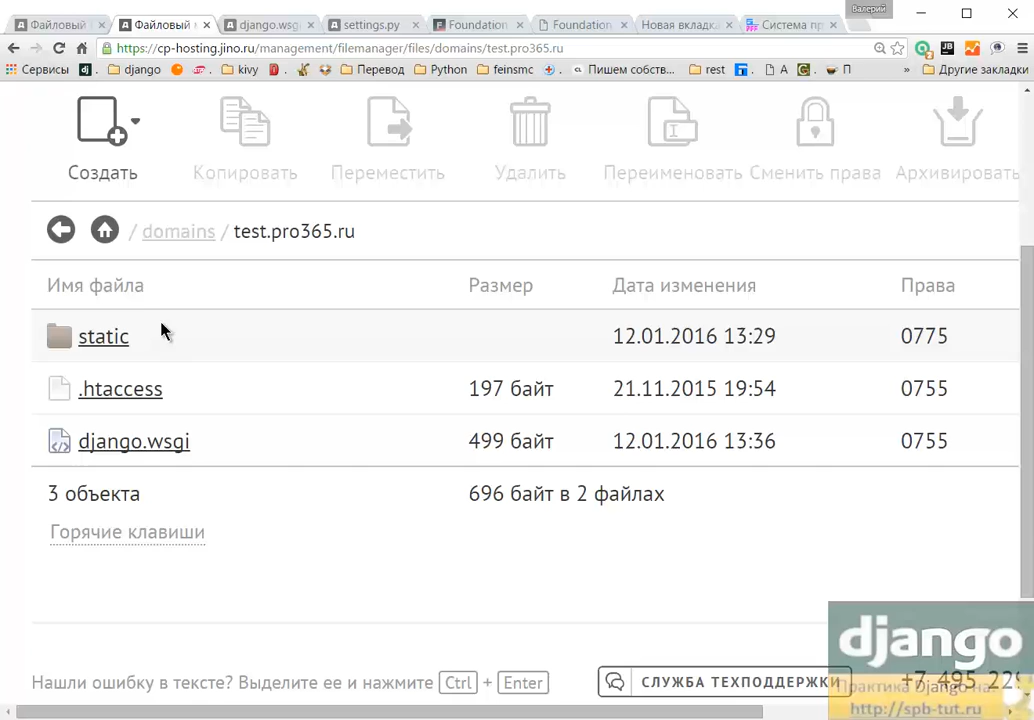 Валерий
Файловый
Файловый
django.wsg
settings.py
Foundation
Foundation
Новая вкладка
Система пр
https://cp-hosting.jino.ru/management/filemanager/files/domains/test.pro365.ru
Сервисы
django
kivy
Перевод
Python
feinsmc
Пишем собств...
rest
A
П
»
Другие закладки
Создать
Копировать
Переместить
Удалить
Переименовать
Сменить права
Архивировать
/ domains / test.pro365.ru
Имя файла Размер Дата изменения Права
static 12.01.2016 13:29 0775
.htaccess 197 байт 21.11.2015 19:54 0755
django.wsgi 499 байт 12.01.2016 13:36 0755
3 объекта 696 байт в 2 файлах
Горячие клавиши
django
Нашли ошибку в тексте? Выделите ее и нажмите Ctrl + Enter
СЛУЖБА ТЕХПОДДЕРЖКИ
+7 495 229
Практика Django на:
http://spb-tut.ru